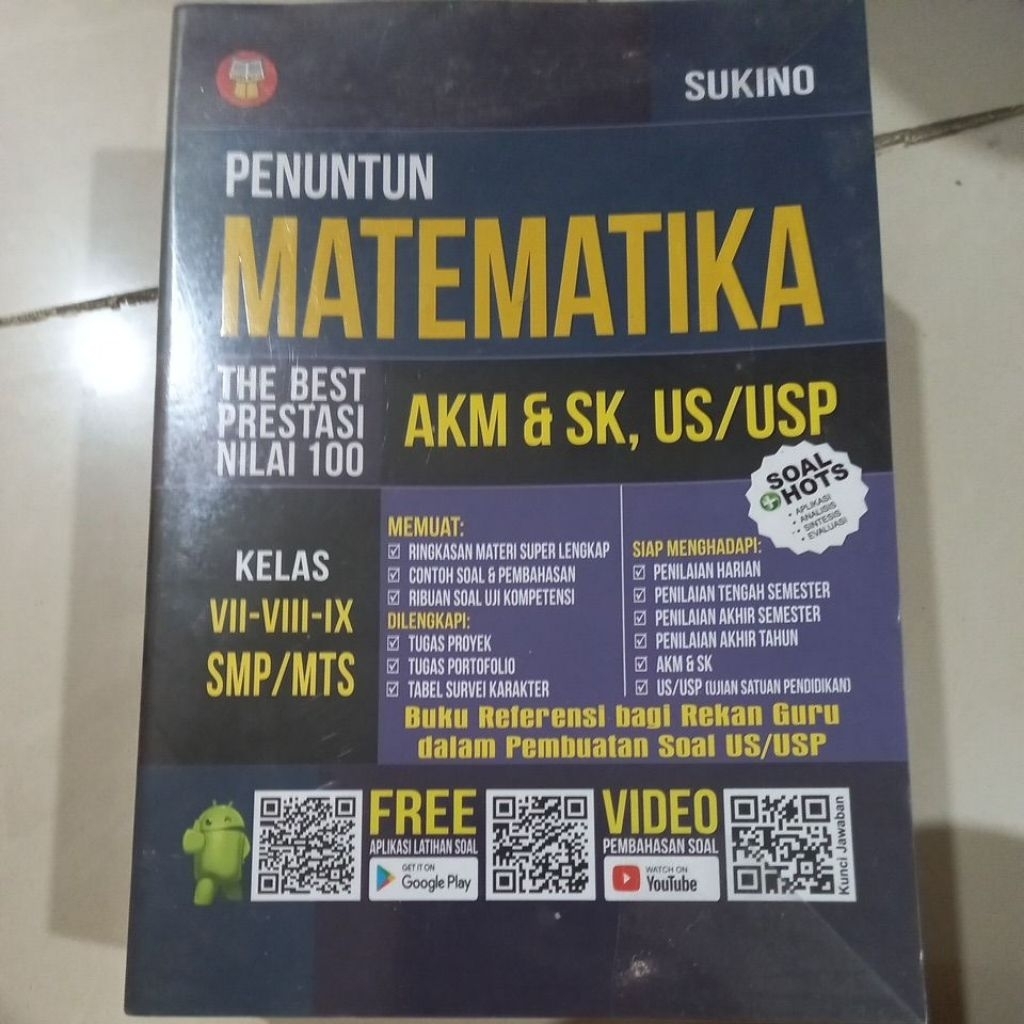 SUKINO
PENUNTUN
MATEMATIKA
THE BEST
PRESTASI
NILAI 100
AKM & SK, US/USP
SOAL
HOTS
• APLIKASI
• ANALISIS
• SINTESIS
• EVALUASI
KELAS
VII-VIII-IX
SMP/MTS
MEMUAT:
RINGKASAN MATERI SUPER LENGKAP
CONTOH SOAL & PEMBAHASAN
RIBUAN SOAL UJI KOMPETENSI
DILENGKAPI:
TUGAS PROYEK
TUGAS PORTOFOLIO
TABEL SURVEI KARAKTER
SIAP MENGHADAPI:
PENILAIAN HARIAN
PENILAIAN TENGAH SEMESTER
PENILAIAN AKHIR SEMESTER
PENILAIAN AKHIR TAHUN
AKM & SK
US/USP (UJIAN SATUAN PENDIDIKAN)
Buku Referensi bagi Rekan Guru
dalam Pembuatan Soal US/USP
FREE
APLIKASI LATIHAN SOAL
GET IT ON
Google Play
VIDEO
PEMBAHASAN SOAL
WATCH ON
YouTube
Kunci Jawaban